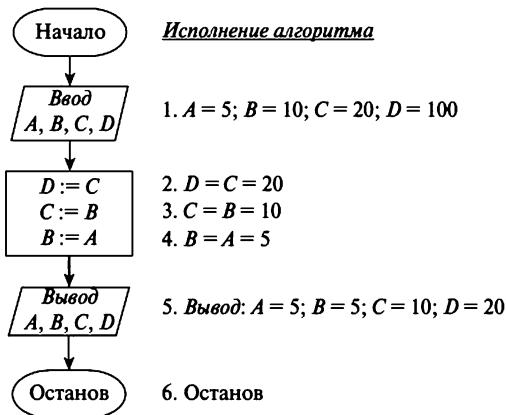 Начало
Исполнение алгоритма
Ввод
A, B, C, D
1. A = 5; B = 10; C = 20; D = 100
D := C
C := B
B := A
2. D = C = 20
3. C = B = 10
4. B = A = 5
Вывод
A, B, C, D
5. Вывод: A = 5; B = 5; C = 10; D = 20
Останов
6. Останов